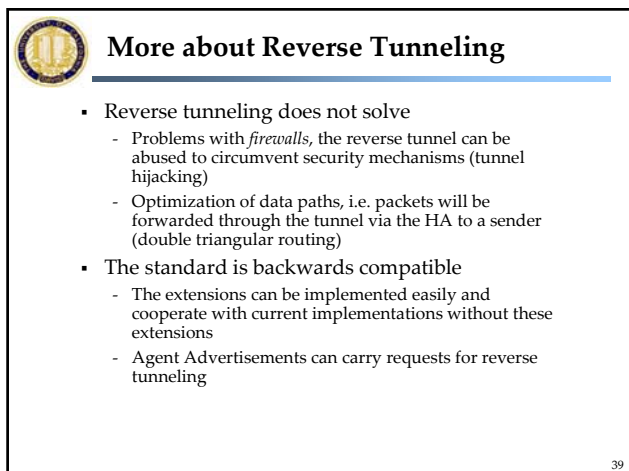 More about Reverse Tunneling
▪ Reverse tunneling does not solve
- Problems with firewalls, the reverse tunnel can be
abused to circumvent security mechanisms (tunnel
hijacking)
- Optimization of data paths, i.e. packets will be
forwarded through the tunnel via the HA to a sender
(double triangular routing)
▪ The standard is backwards compatible
- The extensions can be implemented easily and
cooperate with current implementations without these
extensions
- Agent Advertisements can carry requests for reverse
tunneling
39